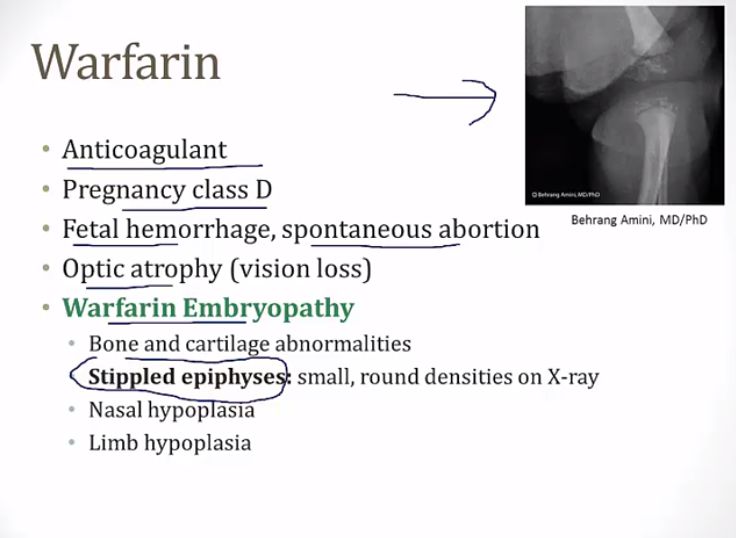 Warfarin
Anticoagulant
Pregnancy class D
Fetal hemorrhage, spontaneous abortion
Optic atrophy (vision loss)
Warfarin Embryopathy
Bone and cartilage abnormalities
Stippled epiphyses: small, round densities on X-ray
Nasal hypoplasia
Limb hypoplasia
© Behrang Amini, MD/PhD
Behrang Amini, MD/PhD